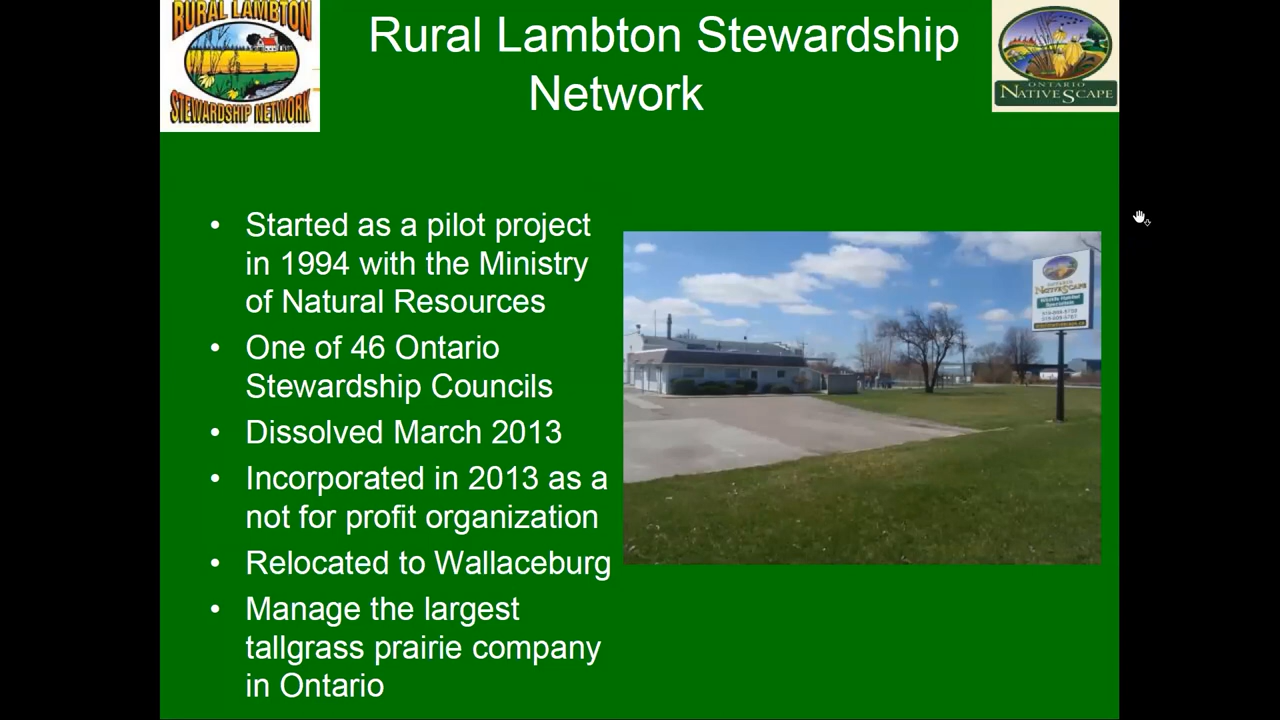 RURAL LAMBTON
STEWARDSHIP NETWORK
Rural Lambton Stewardship
Network
ONTARIO
NATIVESCAPE
• Started as a pilot project
in 1994 with the Ministry
of Natural Resources
• One of 46 Ontario
Stewardship Councils
• Dissolved March 2013
• Incorporated in 2013 as a
not for profit organization
• Relocated to Wallaceburg
• Manage the largest
tallgrass prairie company
in Ontario
ONTARIO
NATIVESCAPE